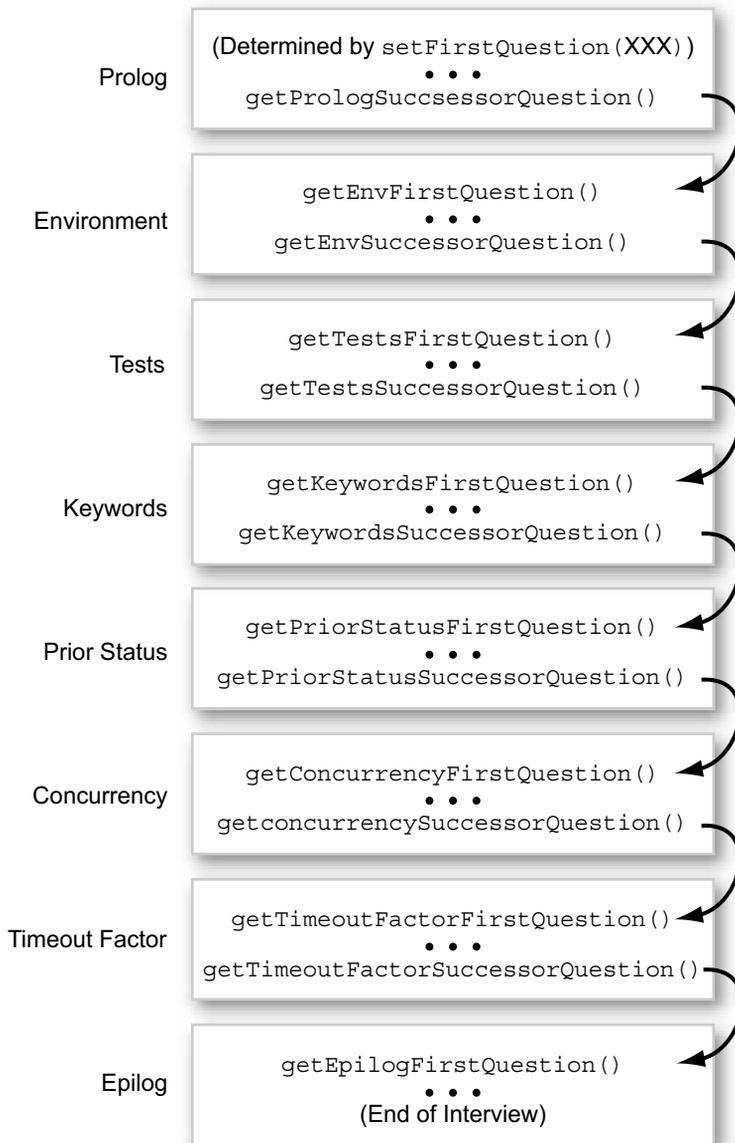 Prolog
(Determined by setFirstQuestion(XXX))
• • •
getPrologSuccsessorQuestion()
Environment
getEnvFirstQuestion()
• • •
getEnvSuccessorQuestion()
Tests
getTestsFirstQuestion()
• • •
getTestsSuccessorQuestion()
Keywords
getKeywordsFirstQuestion()
• • •
getKeywordsSuccessorQuestion()
Prior Status
getPriorStatusFirstQuestion()
• • •
getPriorStatusSuccessorQuestion()
Concurrency
getConcurrencyFirstQuestion()
• • •
getconcurrencySuccessorQuestion()
Timeout Factor
getTimeoutFactorFirstQuestion()
• • •
getTimeoutFactorSuccessorQuestion()
Epilog
getEpilogFirstQuestion()
• • •
(End of Interview)